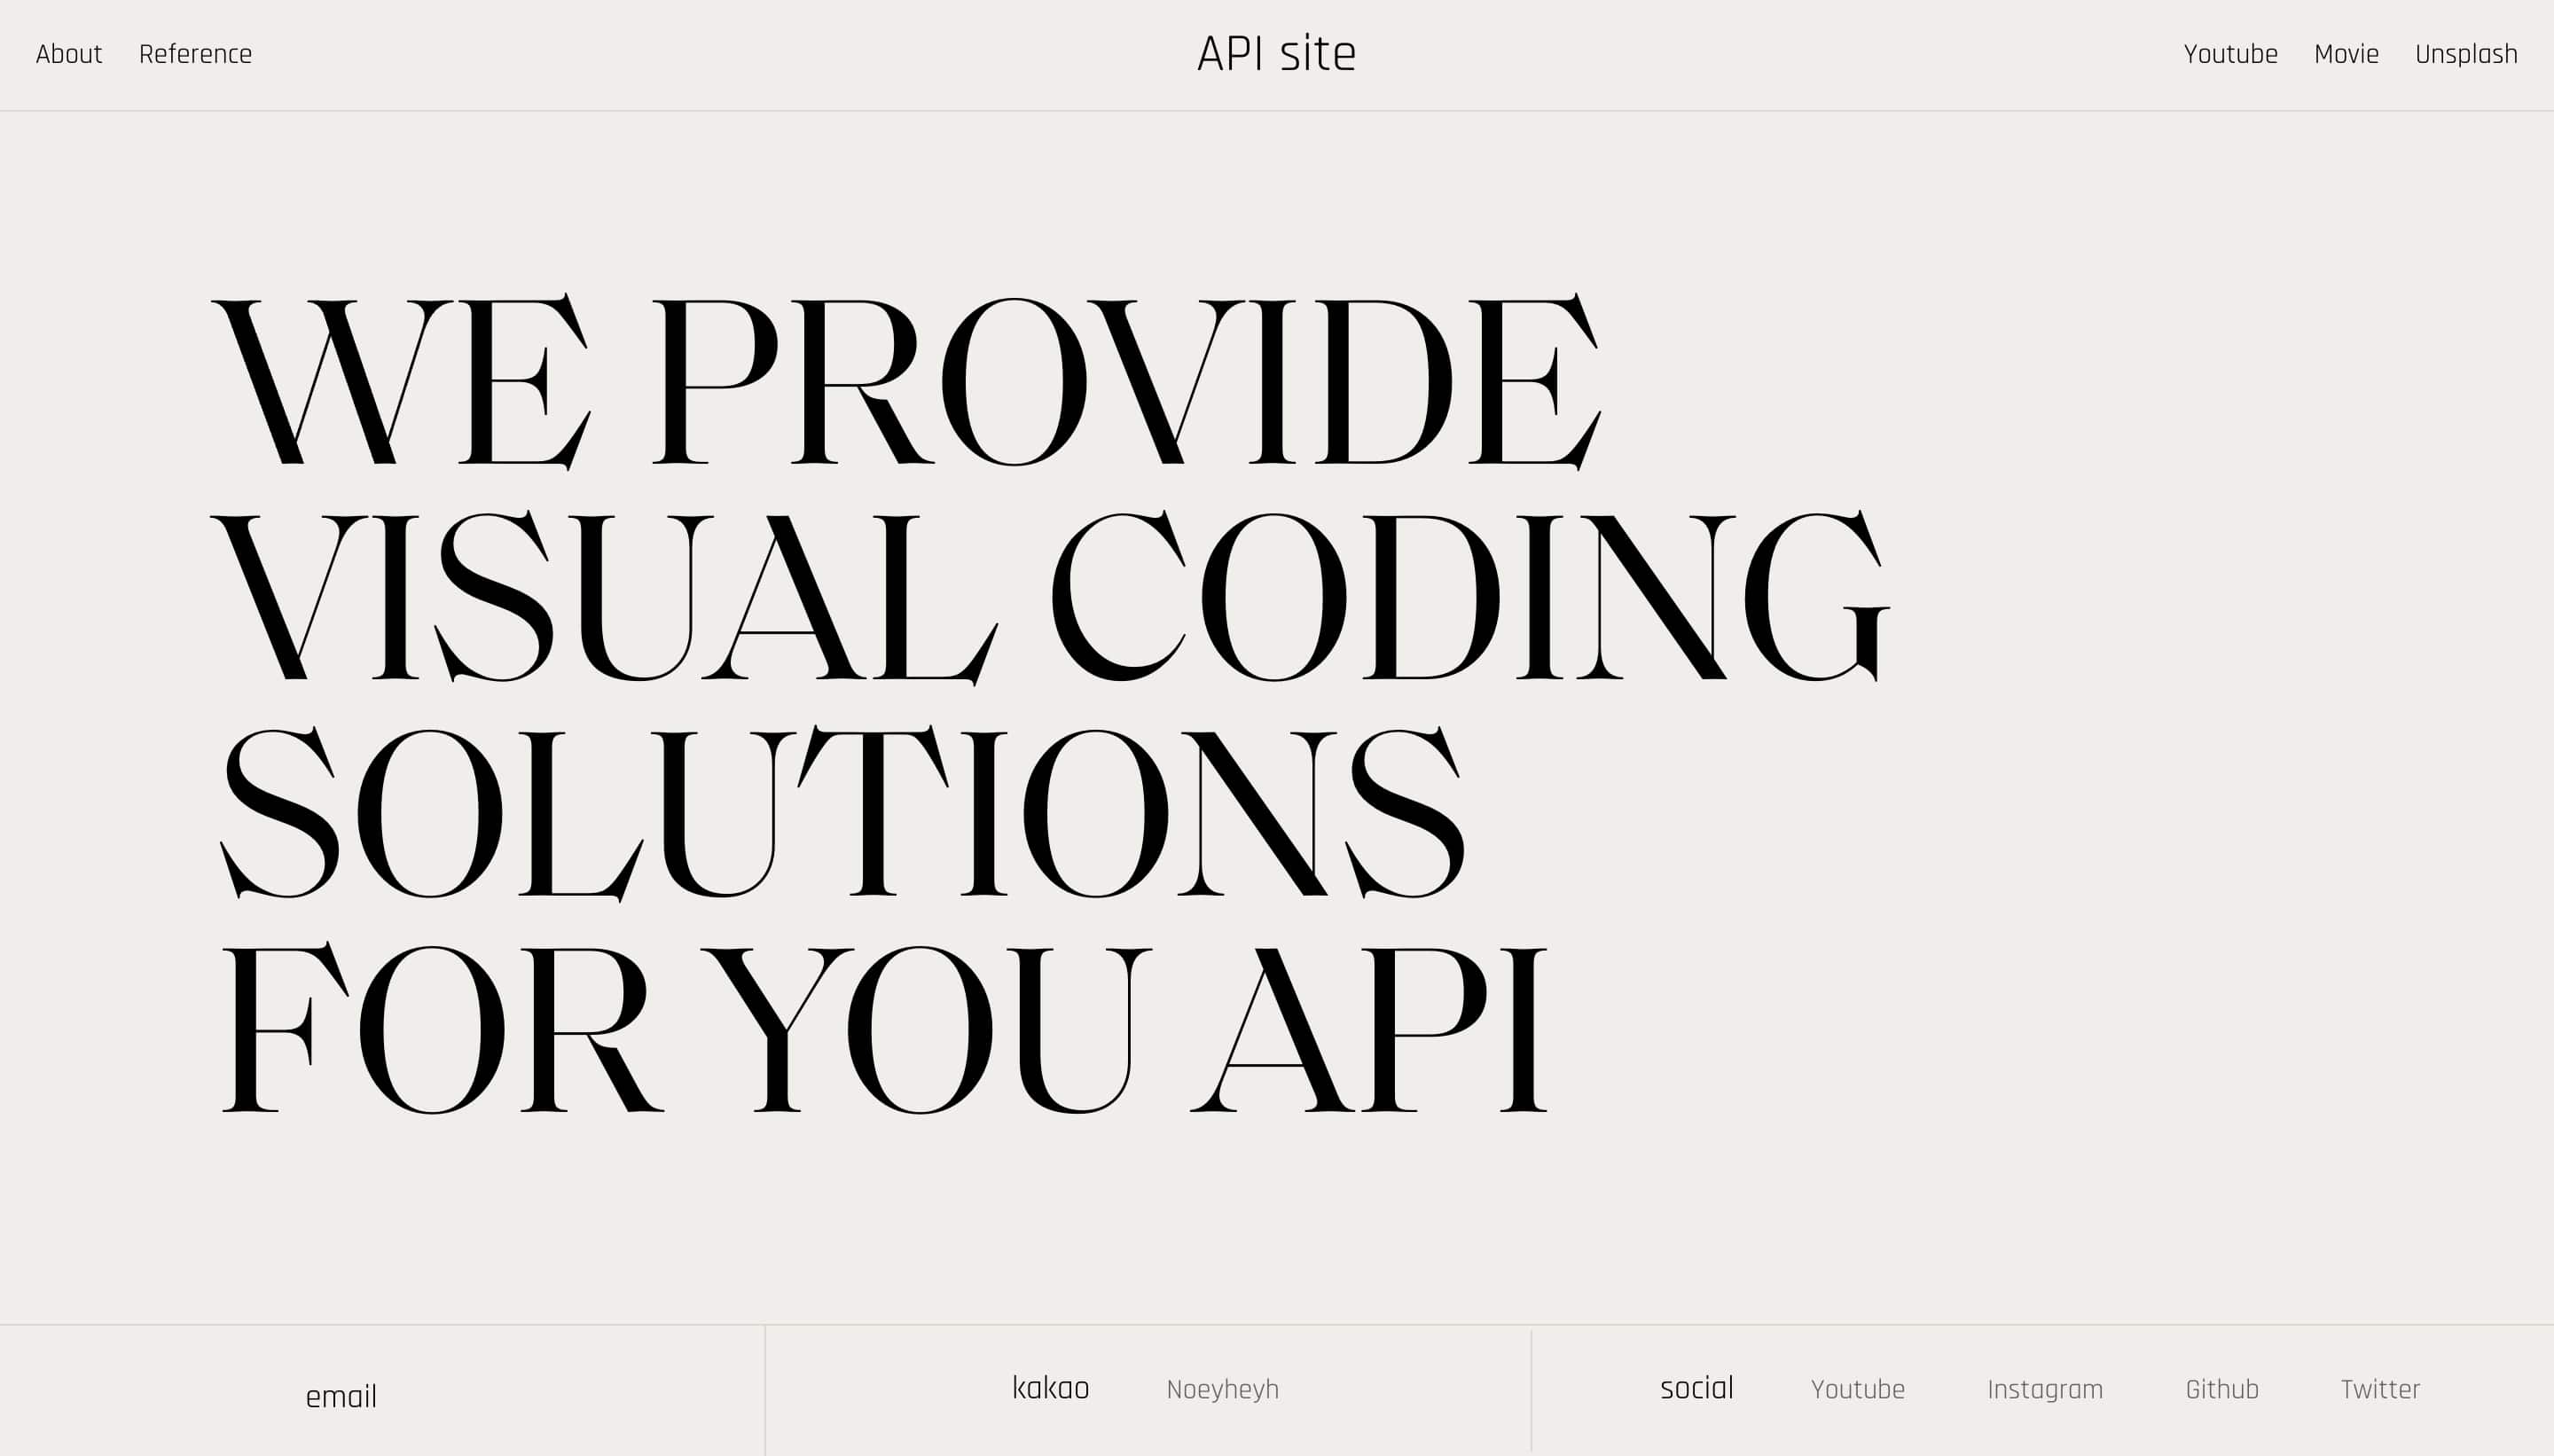 About Reference API site Youtube Movie Unsplash
WE PROVIDE
VISUAL CODING
SOLUTIONS
FOR YOU API
email kakao Noeyheyh social Youtube Instagram Github Twitter